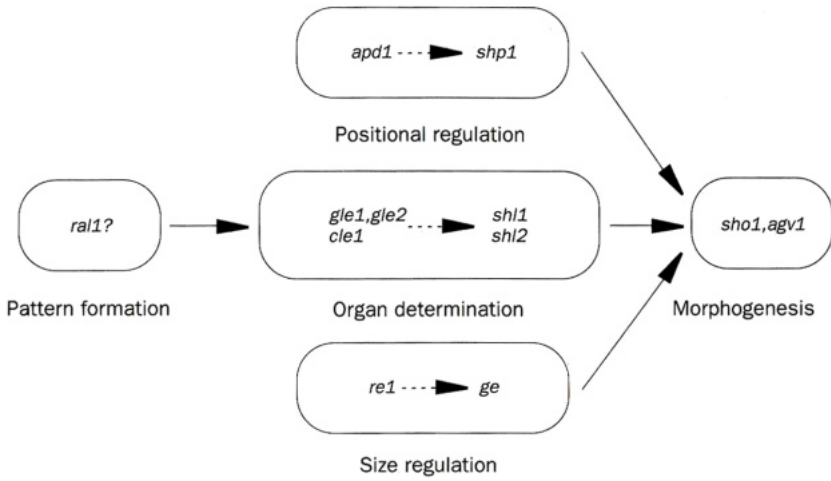 apd1 shp1
Positional regulation
ral1?
gle1,gle2 shl1
cle1 shl2
sho1,agv1
Pattern formation
Organ determination
Morphogenesis
re1 ge
Size regulation